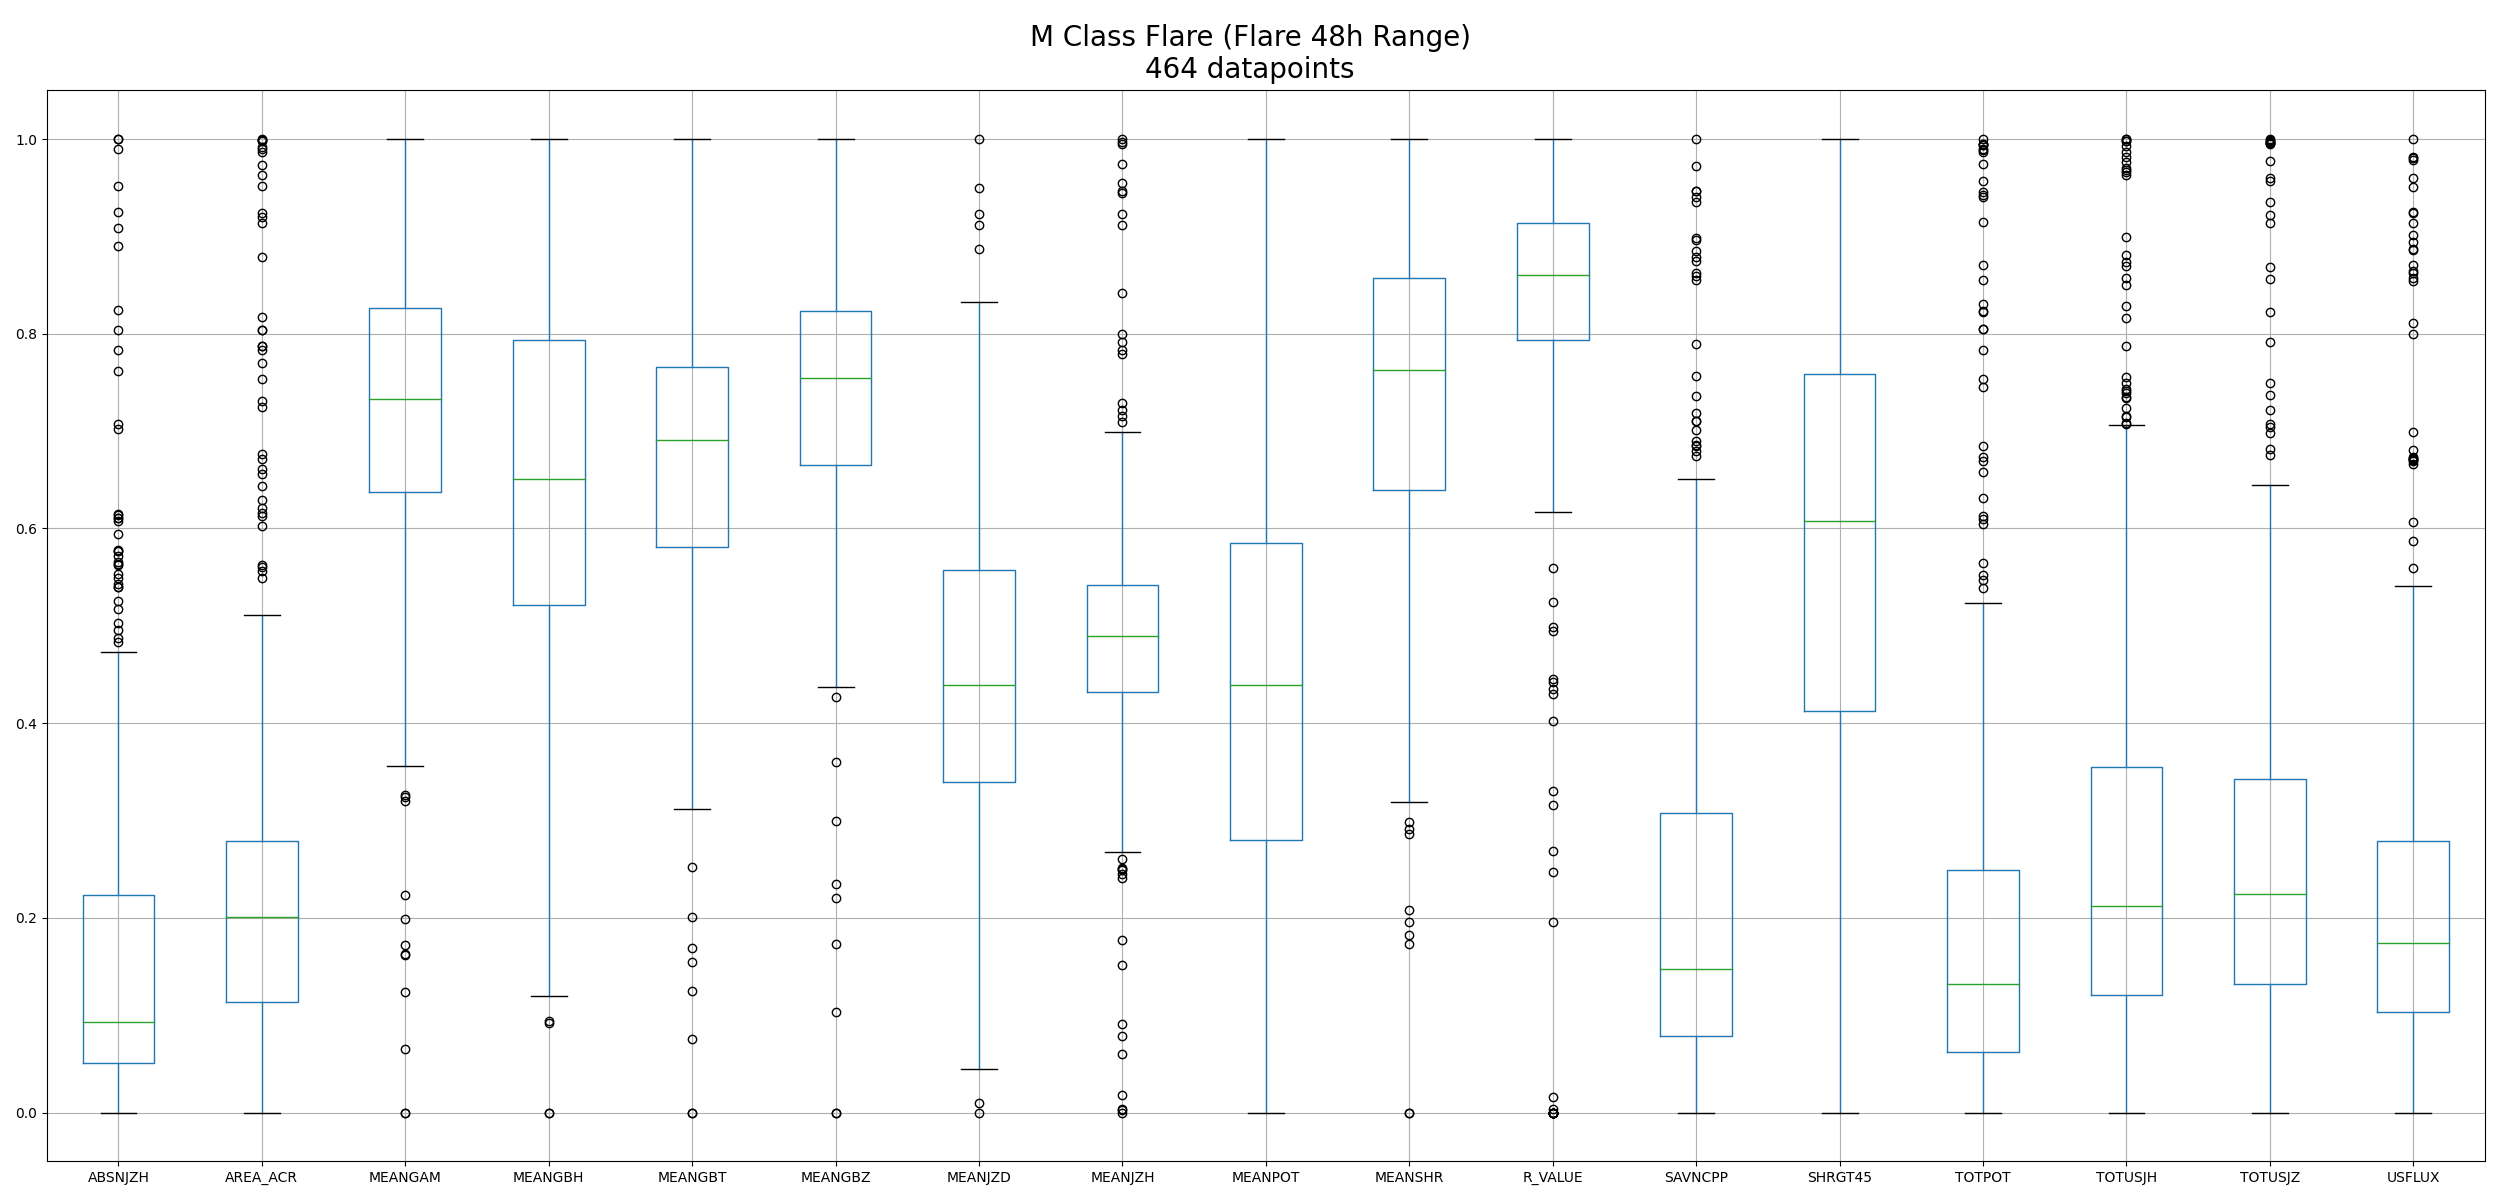 M Class Flare (Flare 48h Range)
464 datapoints
1.0
0.8
0.6
0.4
0.2
0.0
ABSNJZH AREA_ACR MEANGAM MEANGBH MEANGBT MEANGBZ MEANJZD MEANJZH MEANPOT MEANSHR R_VALUE SAVNCPP SHRGT45 TOTPOT TOTUSJH TOTUSJZ USFLUX